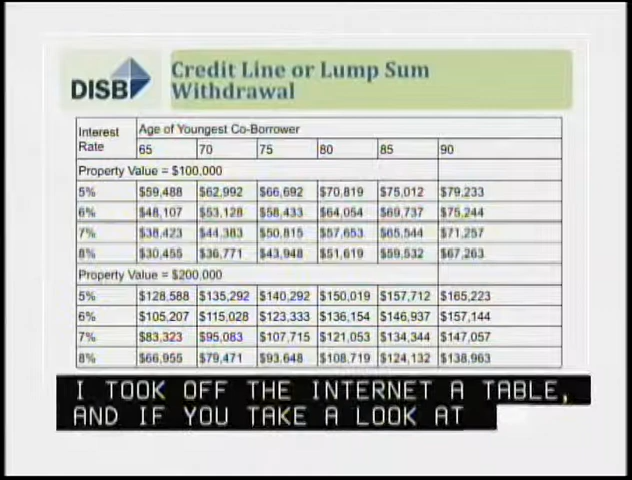 DISB
Credit Line or Lump Sum
Withdrawal
Interest Rate Age of Youngest Co-Borrower
65 70 75 80 85 90
Property Value = $100,000
5% $59,488 $62,992 $66,692 $70,819 $75,012 $79,233
6% $48,107 $53,128 $58,433 $64,054 $69,737 $75,244
7% $38,423 $44,383 $50,815 $57,653 $65,544 $71,257
8% $30,455 $36,771 $43,948 $51,619 $59,532 $67,263
Property Value = $200,000
5% $128,588 $135,292 $140,292 $150,019 $157,712 $165,223
6% $105,207 $115,028 $123,333 $136,154 $146,937 $157,144
7% $83,323 $95,083 $107,715 $121,053 $134,344 $147,057
8% $66,955 $79,471 $93,648 $108,719 $124,132 $138,963
I TOOK OFF THE INTERNET A TABLE,
AND IF YOU TAKE A LOOK AT